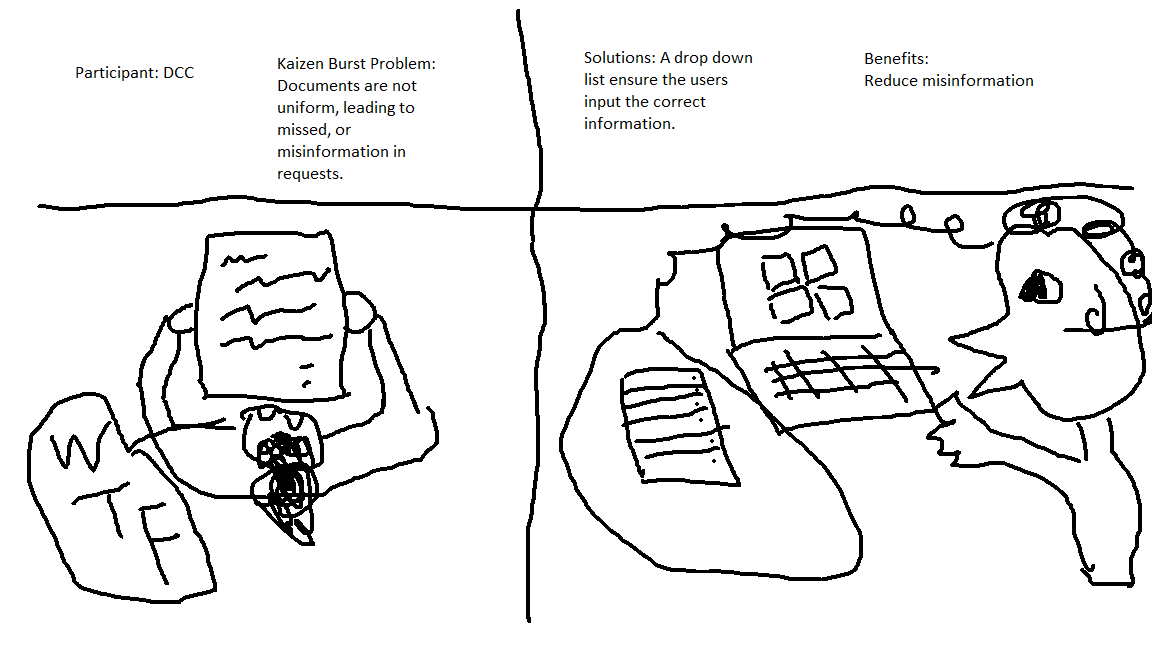 Participant: DCC
Kaizen Burst Problem:
Documents are not
uniform, leading to
missed, or
misinformation in
requests.
Solutions: A drop down
list ensure the users
input the correct
information.
Benefits:
Reduce misinformation
W
T
F